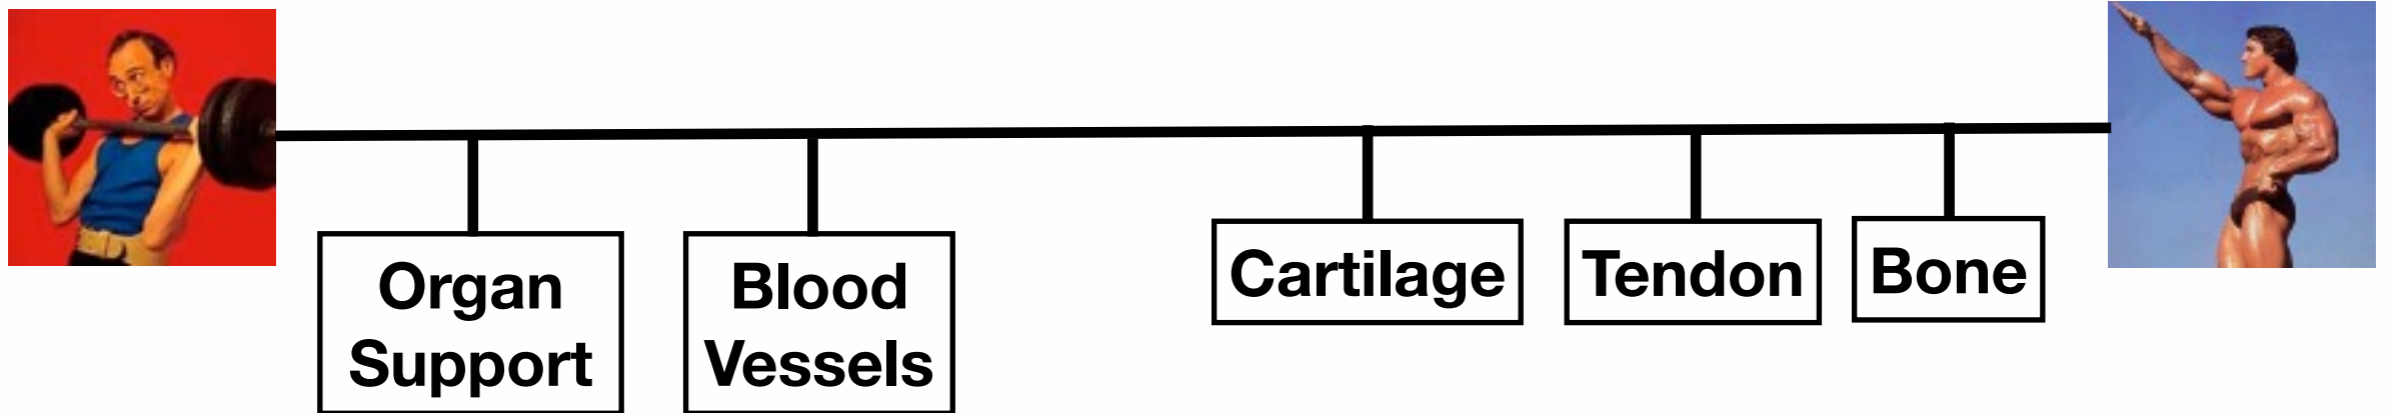 Organ
Support
Blood
Vessels
Cartilage
Tendon
Bone